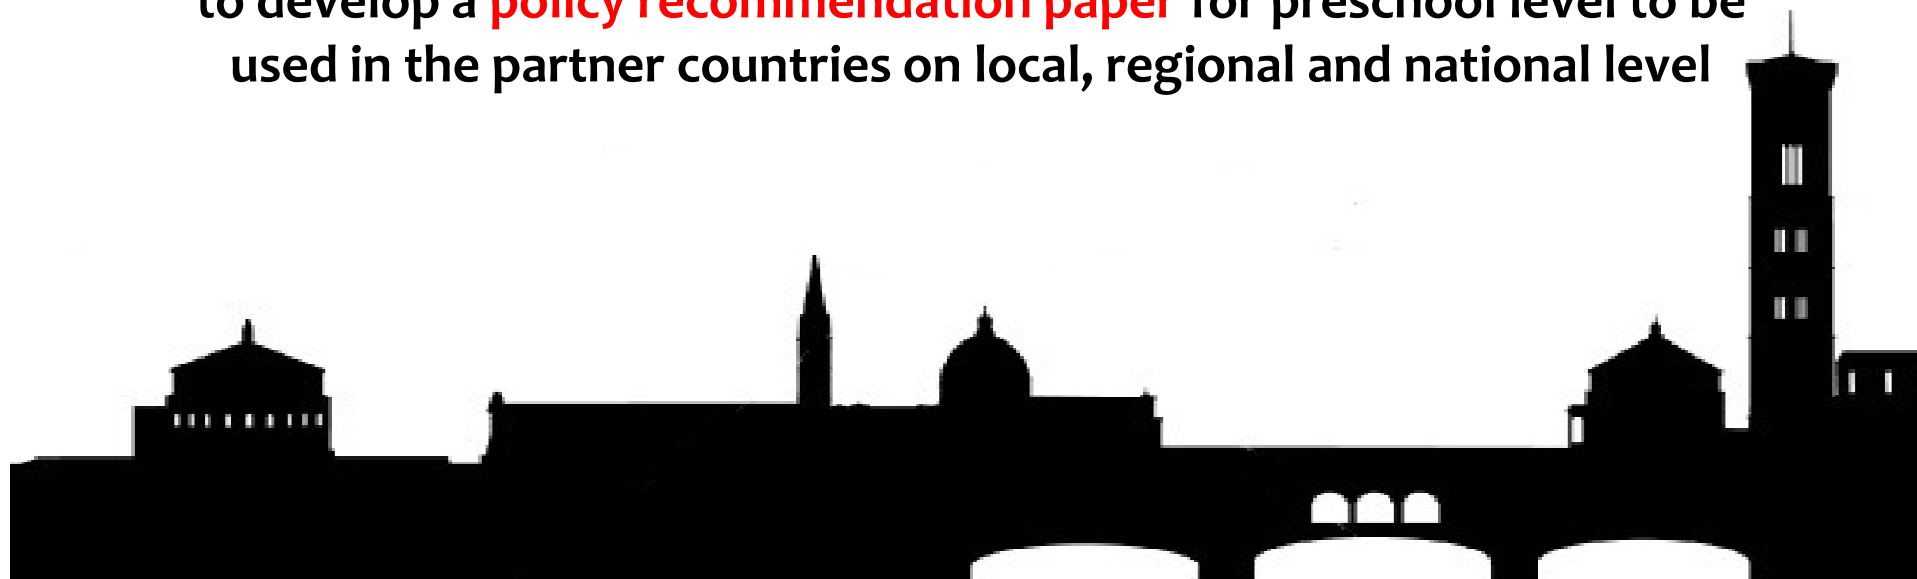 to develop a policy recommendation paper for preschool level to be
used in the partner countries on local, regional and national level